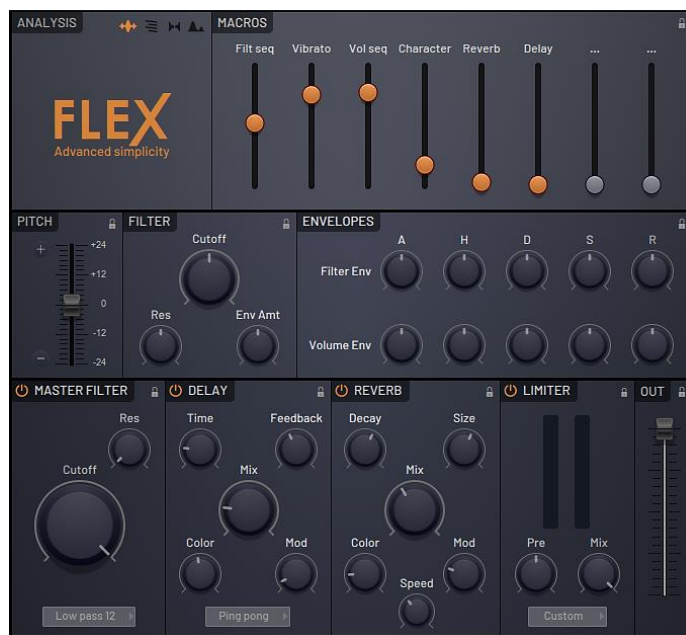 ANALYSIS
MACROS
Filt seq Vibrato Vol seq Character Reverb Delay ... ...
FLEX
Advanced simplicity
PITCH
+24
+12
0
-12
-24
FILTER
Cutoff
Res Env Amt
ENVELOPES
A H D S R
Filter Env
Volume Env
MASTER FILTER
Res
Cutoff
Low pass 12
DELAY
Time Feedback
Mix
Color Mod
Ping pong
REVERB
Decay Size
Mix
Color Mod
Speed
LIMITER
Pre Mix
Custom
OUT